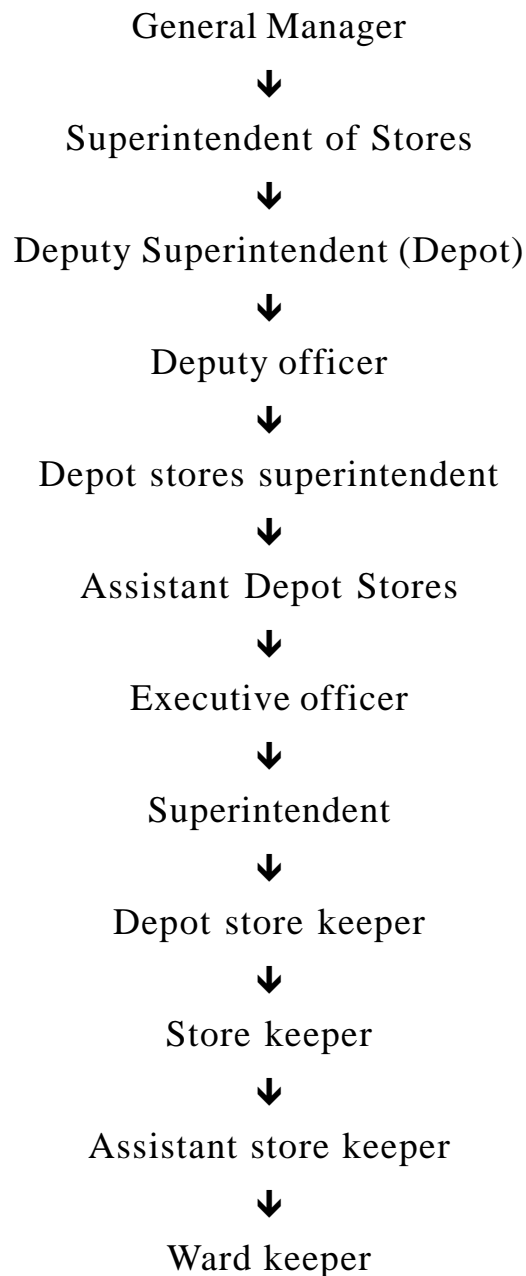 General Manager
↓
Superintendent of Stores
↓
Deputy Superintendent (Depot)
↓
Deputy officer
↓
Depot stores superintendent
↓
Assistant Depot Stores
↓
Executive officer
↓
Superintendent
↓
Depot store keeper
↓
Store keeper
↓
Assistant store keeper
↓
Ward keeper